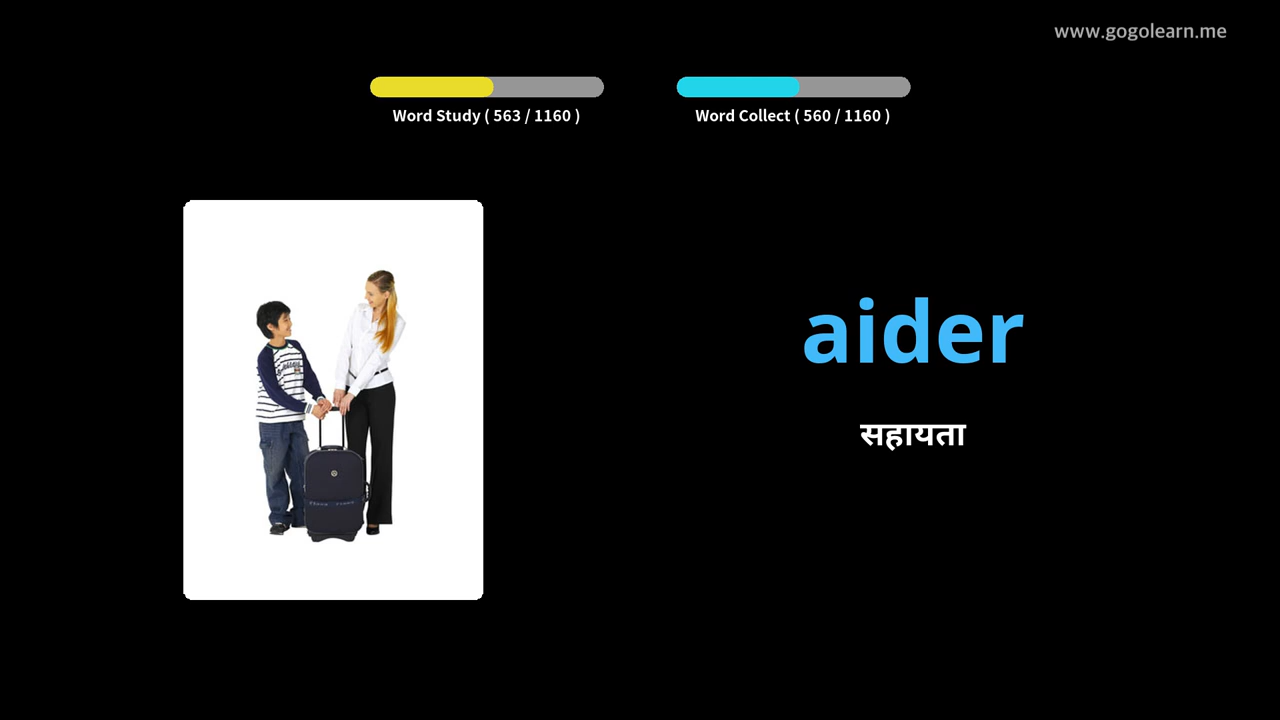 www.gogolearn.me
Word Study ( 563 / 1160 )
Word Collect ( 560 / 1160 )
aider
सहायता